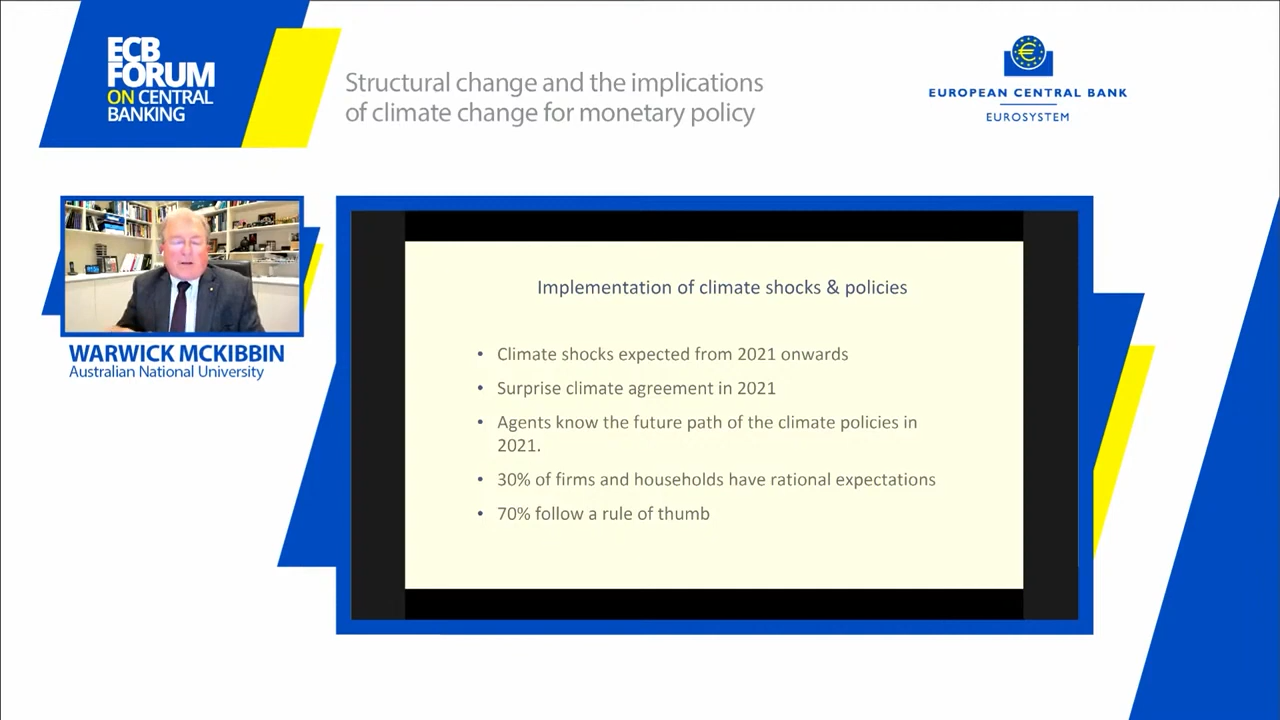 ECB
FORUM
ON CENTRAL
BANKING
Structural change and the implications
of climate change for monetary policy
EUROPEAN CENTRAL BANK
EUROSYSTEM
WARWICK MCKIBBIN
Australian National University
Implementation of climate shocks & policies
• Climate shocks expected from 2021 onwards
• Surprise climate agreement in 2021
• Agents know the future path of the climate policies in
2021.
• 30% of firms and households have rational expectations
• 70% follow a rule of thumb